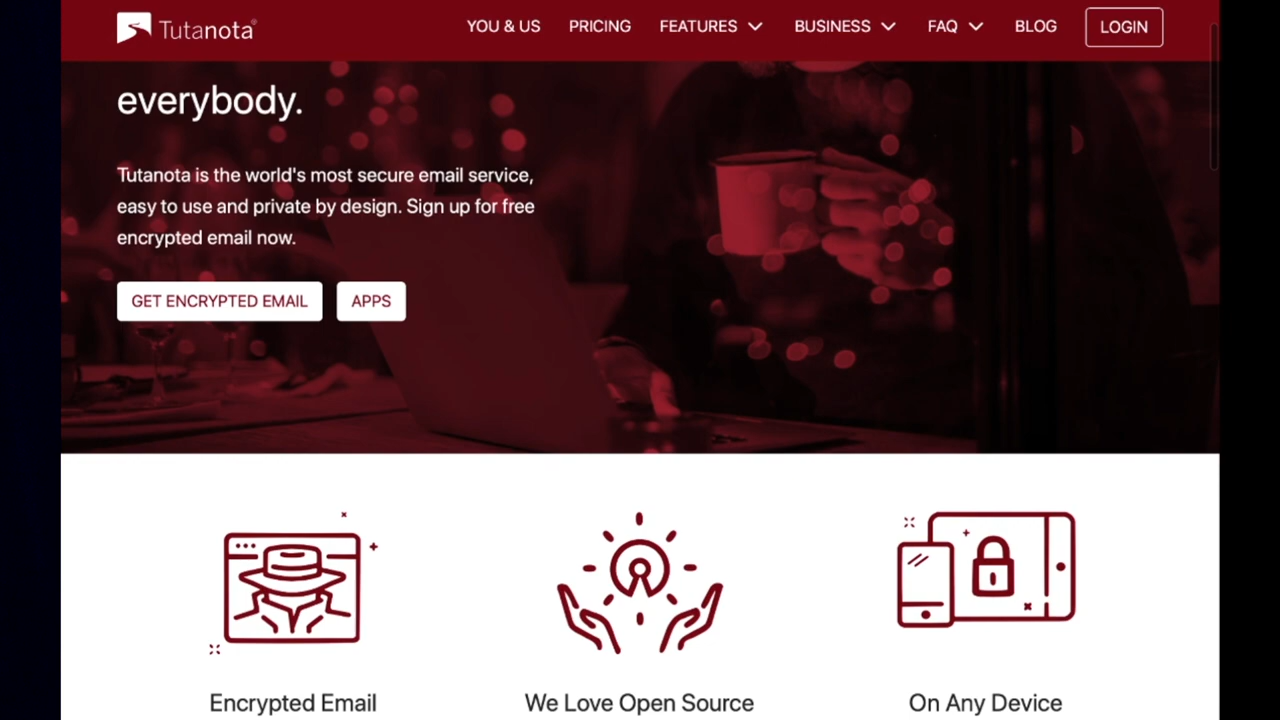 Tutanota®
YOU & US
PRICING
FEATURES
BUSINESS
FAQ
BLOG
LOGIN
everybody.
Tutanota is the world's most secure email service,
easy to use and private by design. Sign up for free
encrypted email now.
GET ENCRYPTED EMAIL
APPS
Encrypted Email
We Love Open Source
On Any Device